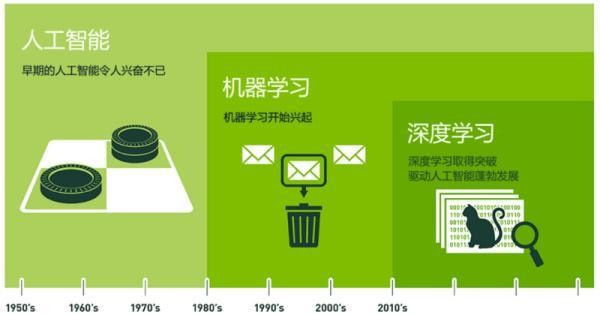 人工智能
早期的人工智能令人兴奋不已
机器学习
机器学习开始兴起
深度学习
深度学习取得突破
驱动人工智能蓬勃发展
1950's 1960's 1970's 1980's 1990's 2000's 2010's